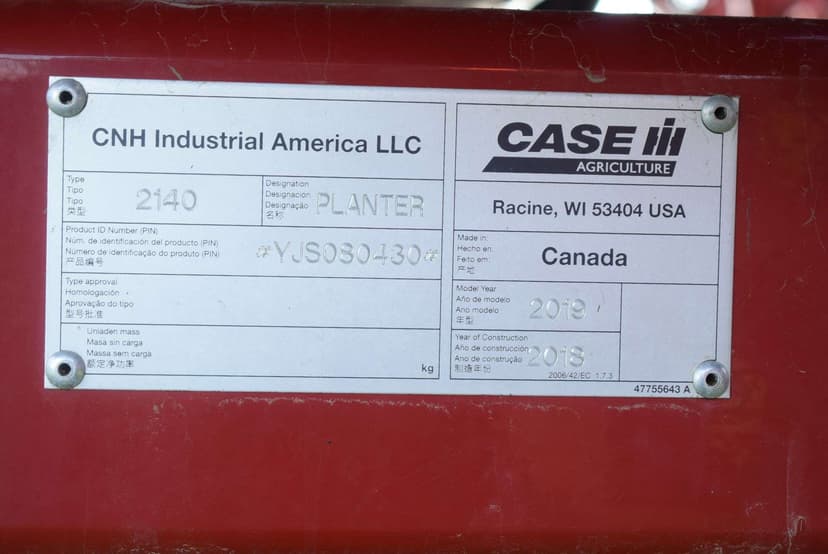 CNH Industrial America LLC
Type
Tipo
Tipo
类型
2140
Designation
Designación
Designação
名称
PLANTER
Product ID Number (PIN)
Núm. de identificación del producto (PIN)
Número de identificação do produto (PIN)
产品编号
*YJS080430*
Type approval
Homologación
Aprovação do tipo
型号批准
Unladen mass
Masa sin carga
Massa sem carga
额定净功率
kg
CASE IH
AGRICULTURE
Racine, WI 53404 USA
Made in:
Hecho en:
Feito em:
产地
Canada
Model Year
Año de modelo
Ano modelo
年型
2019
Year of Construction
Año de construcción
Ano de construção
制造年份
2018
2006/42/EC 1.7.3
47755643 A